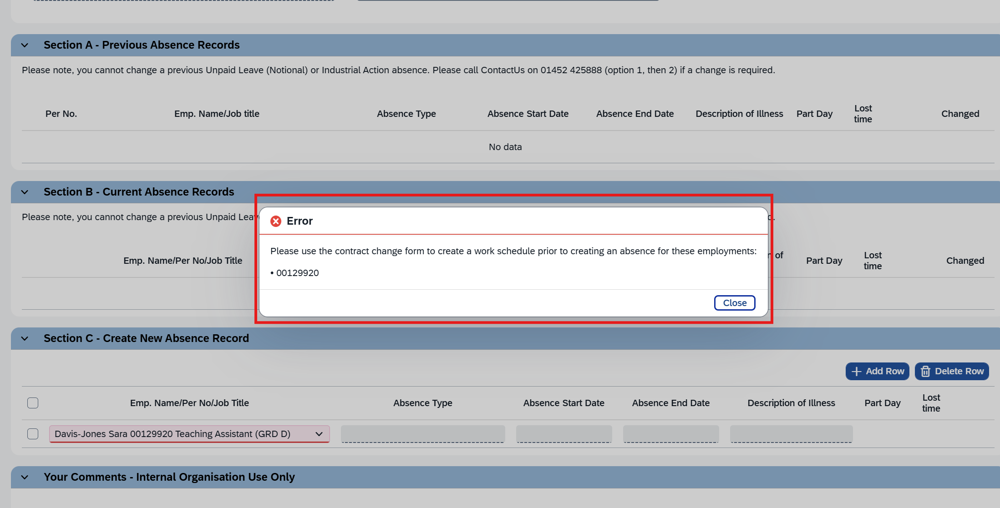 Section A - Previous Absence Records
Please note, you cannot change a previous Unpaid Leave (Notional) or Industrial Action absence. Please call ContactUs on 01452 425888 (option 1, then 2) if a change is required.
Per No. Emp. Name/Job title Absence Type Absence Start Date Absence End Date Description of Illness Part Day Lost time Changed
No data
Section B - Current Absence Records
Please note, you cannot change a previous Unpaid
Error
Please use the contract change form to create a work schedule prior to creating an absence for these employments:
• 00129920
Close
Emp. Name/Per No/Job Title of Part Day Lost time Changed
Section C - Create New Absence Record
Add Row Delete Row
Emp. Name/Per No/Job Title Absence Type Absence Start Date Absence End Date Description of Illness Part Day Lost time
Davis-Jones Sara 00129920 Teaching Assistant (GRD D)
Your Comments - Internal Organisation Use Only